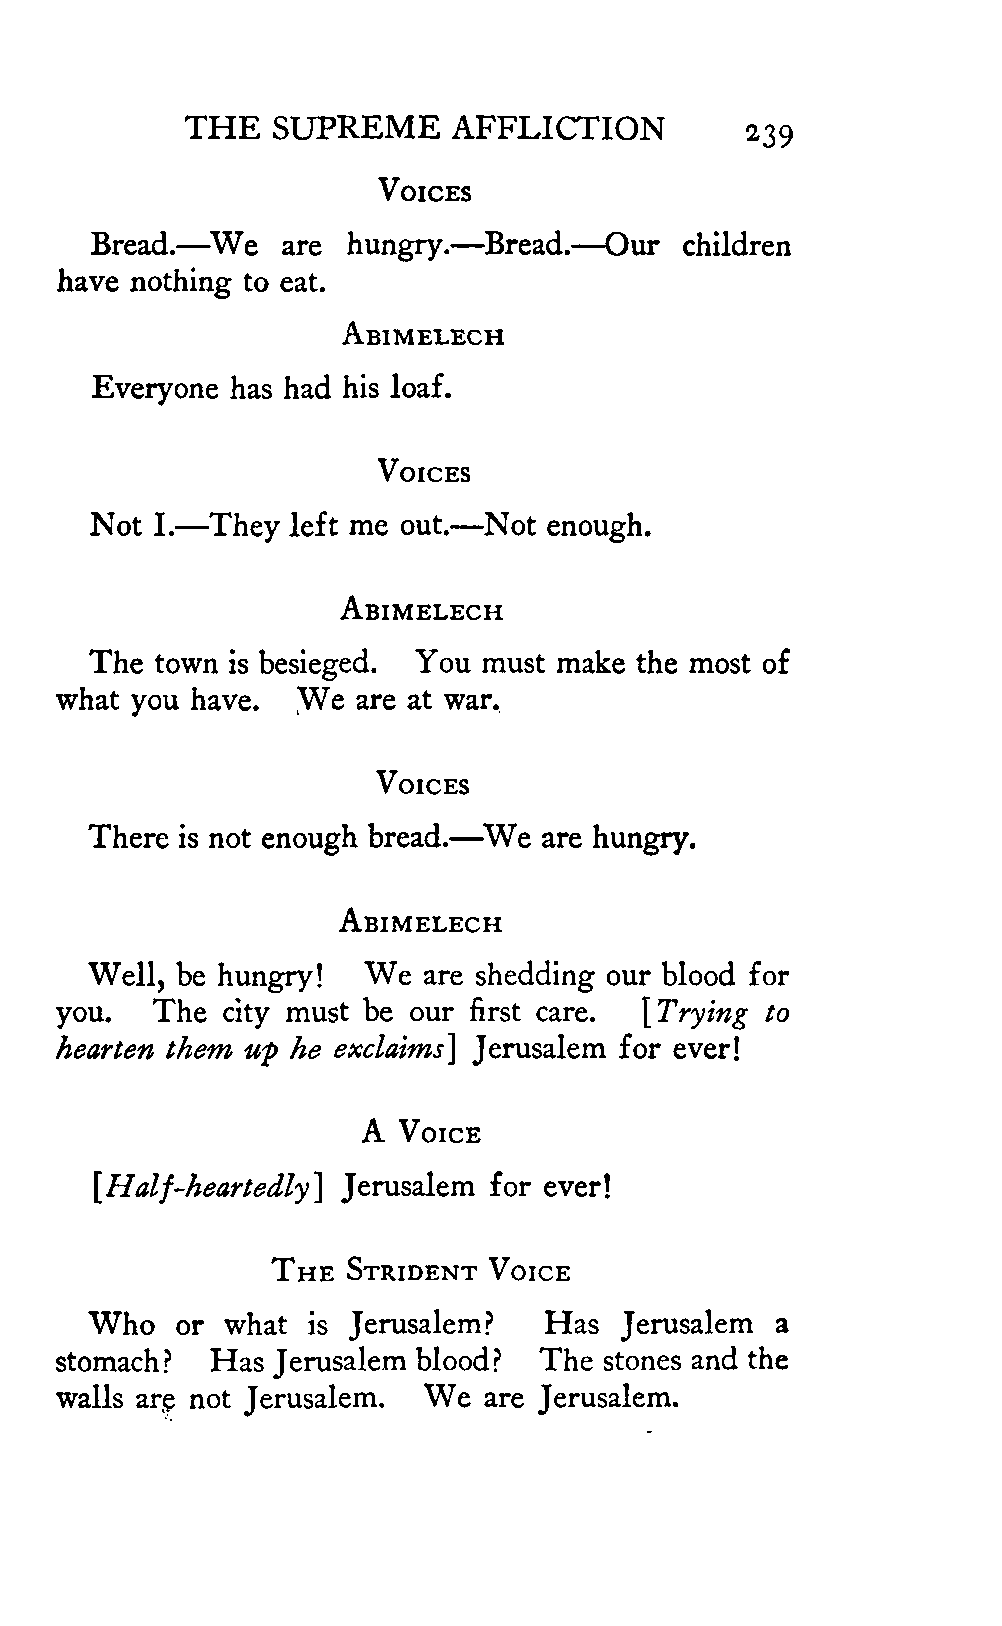 THE SUPREME AFFLICTION 239
VOICES
Bread.—We are hungry.—Bread.—Our children
have nothing to eat.
ABIMELECH
Everyone has had his loaf.
VOICES
Not I.—They left me out.—Not enough.
ABIMELECH
The town is besieged. You must make the most of
what you have. We are at war.
VOICES
There is not enough bread.—We are hungry.
ABIMELECH
Well, be hungry! We are shedding our blood for
you. The city must be our first care. [Trying to
hearten them up he exclaims] Jerusalem for ever!
A VOICE
[Half-heartedly] Jerusalem for ever!
THE STRIDENT VOICE
Who or what is Jerusalem? Has Jerusalem a
stomach? Has Jerusalem blood? The stones and the
walls are not Jerusalem. We are Jerusalem.